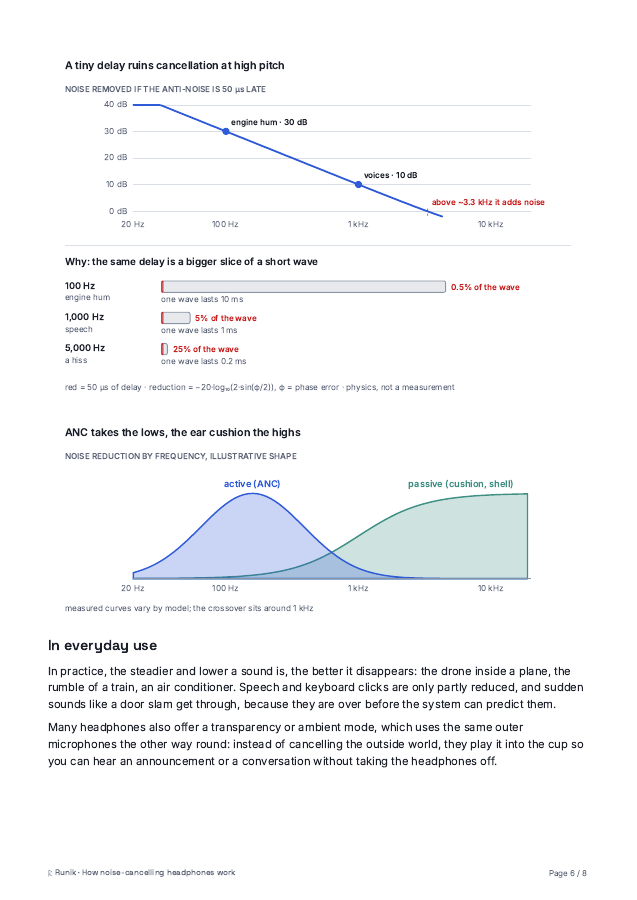 A tiny delay ruins cancellation at high pitch
NOISE REMOVED IF THE ANTI-NOISE IS 50 µs LATE
40 dB
30 dB
20 dB
10 dB
0 dB
engine hum · 30 dB
voices · 10 dB
above ~3.3 kHz it adds noise
20 Hz
100 Hz
1 kHz
10 kHz
Why: the same delay is a bigger slice of a short wave
100 Hz
engine hum
0.5% of the wave
one wave lasts 10 ms
1,000 Hz
speech
5% of the wave
one wave lasts 1 ms
5,000 Hz
a hiss
25% of the wave
one wave lasts 0.2 ms
red = 50 µs of delay · reduction = −20·log₁₀(2·sin(φ/2)), φ = phase error · physics, not a measurement
ANC takes the lows, the ear cushion the highs
NOISE REDUCTION BY FREQUENCY, ILLUSTRATIVE SHAPE
active (ANC)
passive (cushion, shell)
20 Hz
100 Hz
1 kHz
10 kHz
measured curves vary by model; the crossover sits around 1 kHz
In everyday use
In practice, the steadier and lower a sound is, the better it disappears: the drone inside a plane, the
rumble of a train, an air conditioner. Speech and keyboard clicks are only partly reduced, and sudden
sounds like a door slam get through, because they are over before the system can predict them.
Many headphones also offer a transparency or ambient mode, which uses the same outer
microphones the other way round: instead of cancelling the outside world, they play it into the cup so
you can hear an announcement or a conversation without taking the headphones off.
Runik · How noise-cancelling headphones work
Page 6 / 8